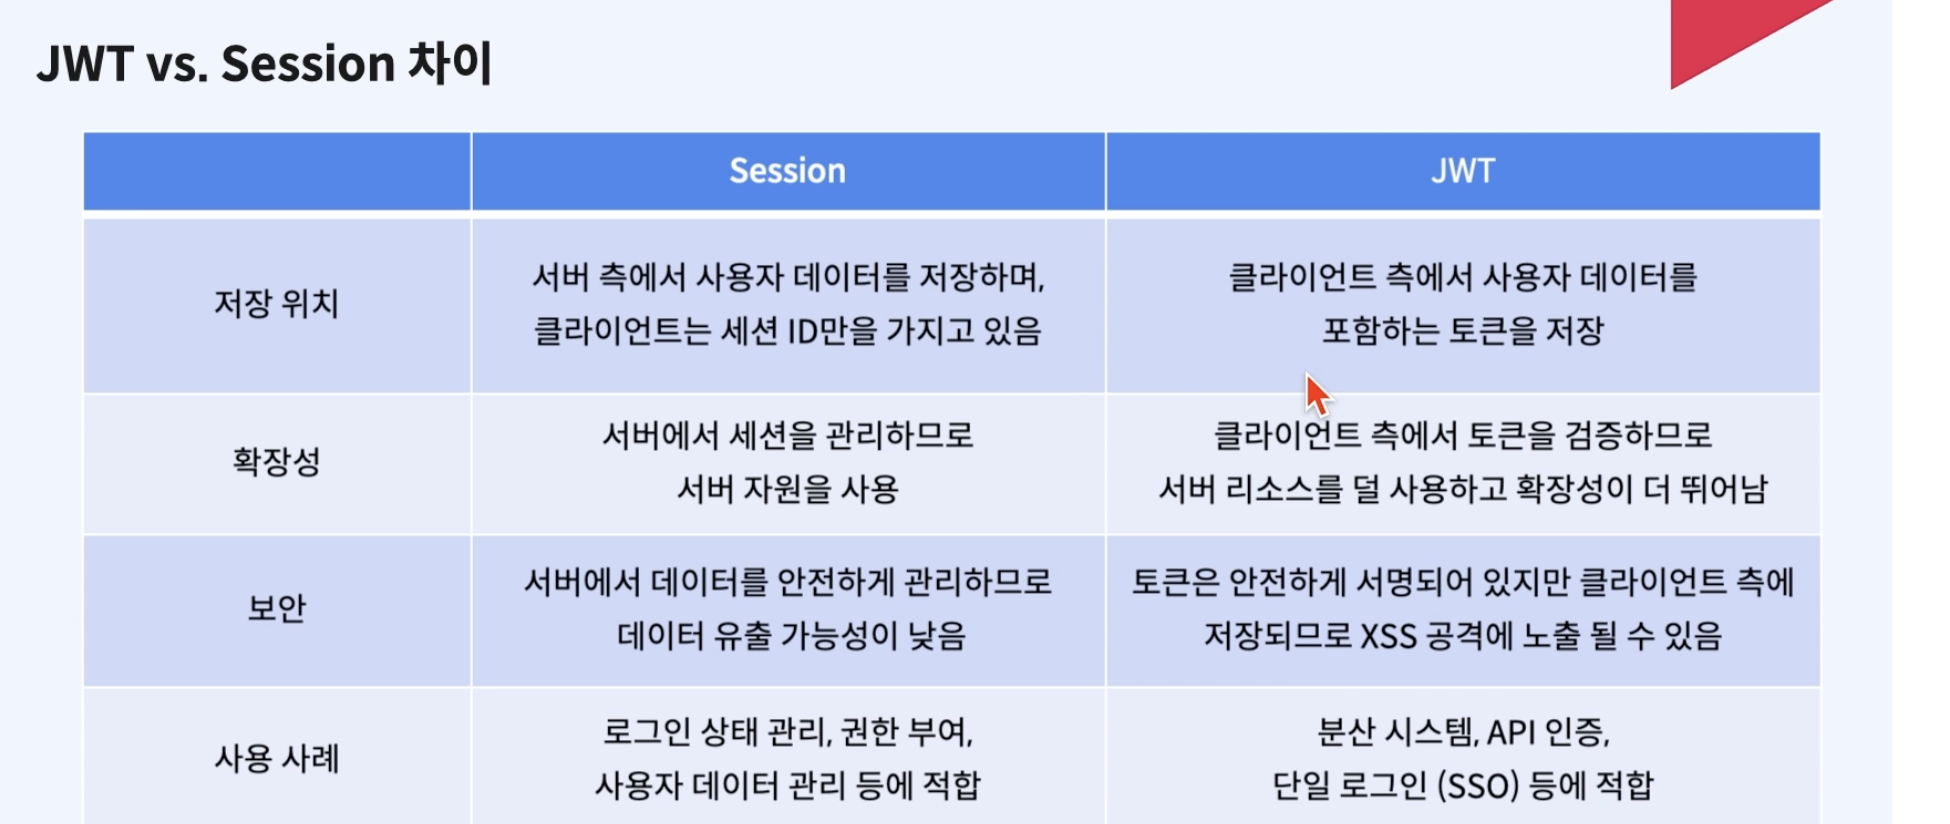 JWT vs. Session 차이
Session
JWT
저장 위치
서버 측에서 사용자 데이터를 저장하며,
클라이언트는 세션 ID만을 가지고 있음
클라이언트 측에서 사용자 데이터를
포함하는 토큰을 저장
확장성
서버에서 세션을 관리하므로
서버 자원을 사용
클라이언트 측에서 토큰을 검증하므로
서버 리소스를 덜 사용하고 확장성이 더 뛰어남
보안
서버에서 데이터를 안전하게 관리하므로
데이터 유출 가능성이 낮음
토큰은 안전하게 서명되어 있지만 클라이언트 측에
저장되므로 XSS 공격에 노출 될 수 있음
사용 사례
로그인 상태 관리, 권한 부여,
사용자 데이터 관리 등에 적합
분산 시스템, API 인증,
단일 로그인 (SSO) 등에 적합